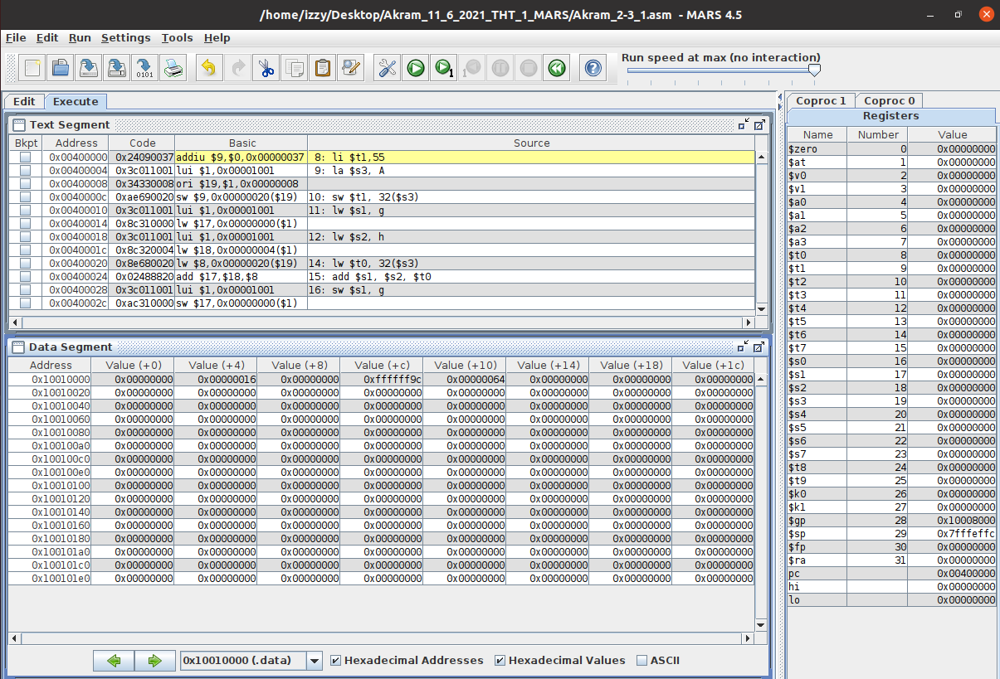 /home/izzy/Desktop/Akram_11_6_2021_THT_1_MARS/Akram_2-3_1.asm - MARS 4.5
File Edit Run Settings Tools Help
Run speed at max (no interaction)
Edit Execute
Text Segment
Bkpt Address Code Basic Source
0x00400000 0x24090037 addiu $9,$0,0x00000037 8: li $t1,55
0x00400004 0x3c011001 lui $1,0x00001001 9: la $s3, A
0x00400008 0x34330008 ori $19,$1,0x00000008
0x0040000c 0xae690020 sw $9,0x00000020($19) 10: sw $t1, 32($s3)
0x00400010 0x3c011001 lui $1,0x00001001 11: lw $s1, g
0x00400014 0x8c310000 lw $17,0x00000000($1)
0x00400018 0x3c011001 lui $1,0x00001001 12: lw $s2, h
0x0040001c 0x8c320004 lw $18,0x00000004($1)
0x00400020 0x8e680020 lw $8,0x00000020($19) 14: lw $t0, 32($s3)
0x00400024 0x02488820 add $17,$18,$8 15: add $s1, $s2, $t0
0x00400028 0x3c011001 lui $1,0x00001001 16: sw $s1, g
0x0040002c 0xac310000 sw $17,0x00000000($1)
Data Segment
Address Value (+0) Value (+4) Value (+8) Value (+c) Value (+10) Value (+14) Value (+18) Value (+1c)
0x10010000 0x00000000 0x00000016 0x00000000 0xffffff9c 0x00000064 0x00000000 0x00000000 0x00000000
0x10010020 0x00000000 0x00000000 0x00000000 0x00000000 0x00000000 0x00000000 0x00000000 0x00000000
0x10010040 0x00000000 0x00000000 0x00000000 0x00000000 0x00000000 0x00000000 0x00000000 0x00000000
0x10010060 0x00000000 0x00000000 0x00000000 0x00000000 0x00000000 0x00000000 0x00000000 0x00000000
0x10010080 0x00000000 0x00000000 0x00000000 0x00000000 0x00000000 0x00000000 0x00000000 0x00000000
0x100100a0 0x00000000 0x00000000 0x00000000 0x00000000 0x00000000 0x00000000 0x00000000 0x00000000
0x100100c0 0x00000000 0x00000000 0x00000000 0x00000000 0x00000000 0x00000000 0x00000000 0x00000000
0x100100e0 0x00000000 0x00000000 0x00000000 0x00000000 0x00000000 0x00000000 0x00000000 0x00000000
0x10010100 0x00000000 0x00000000 0x00000000 0x00000000 0x00000000 0x00000000 0x00000000 0x00000000
0x10010120 0x00000000 0x00000000 0x00000000 0x00000000 0x00000000 0x00000000 0x00000000 0x00000000
0x10010140 0x00000000 0x00000000 0x00000000 0x00000000 0x00000000 0x00000000 0x00000000 0x00000000
0x10010160 0x00000000 0x00000000 0x00000000 0x00000000 0x00000000 0x00000000 0x00000000 0x00000000
0x10010180 0x00000000 0x00000000 0x00000000 0x00000000 0x00000000 0x00000000 0x00000000 0x00000000
0x100101a0 0x00000000 0x00000000 0x00000000 0x00000000 0x00000000 0x00000000 0x00000000 0x00000000
0x100101c0 0x00000000 0x00000000 0x00000000 0x00000000 0x00000000 0x00000000 0x00000000 0x00000000
0x100101e0 0x00000000 0x00000000 0x00000000 0x00000000 0x00000000 0x00000000 0x00000000 0x00000000
0x10010000 (.data) Hexadecimal Addresses Hexadecimal Values ASCII
Coproc 1 Coproc 0
Registers
Name Number Value
$zero 0 0x00000000
$at 1 0x00000000
$v0 2 0x00000000
$v1 3 0x00000000
$a0 4 0x00000000
$a1 5 0x00000000
$a2 6 0x00000000
$a3 7 0x00000000
$t0 8 0x00000000
$t1 9 0x00000000
$t2 10 0x00000000
$t3 11 0x00000000
$t4 12 0x00000000
$t5 13 0x00000000
$t6 14 0x00000000
$t7 15 0x00000000
$s0 16 0x00000000
$s1 17 0x00000000
$s2 18 0x00000000
$s3 19 0x00000000
$s4 20 0x00000000
$s5 21 0x00000000
$s6 22 0x00000000
$s7 23 0x00000000
$t8 24 0x00000000
$t9 25 0x00000000
$k0 26 0x00000000
$k1 27 0x00000000
$gp 28 0x10008000
$sp 29 0x7fffeffc
$fp 30 0x00000000
$ra 31 0x00000000
pc 0x00400000
hi 0x00000000
lo 0x00000000